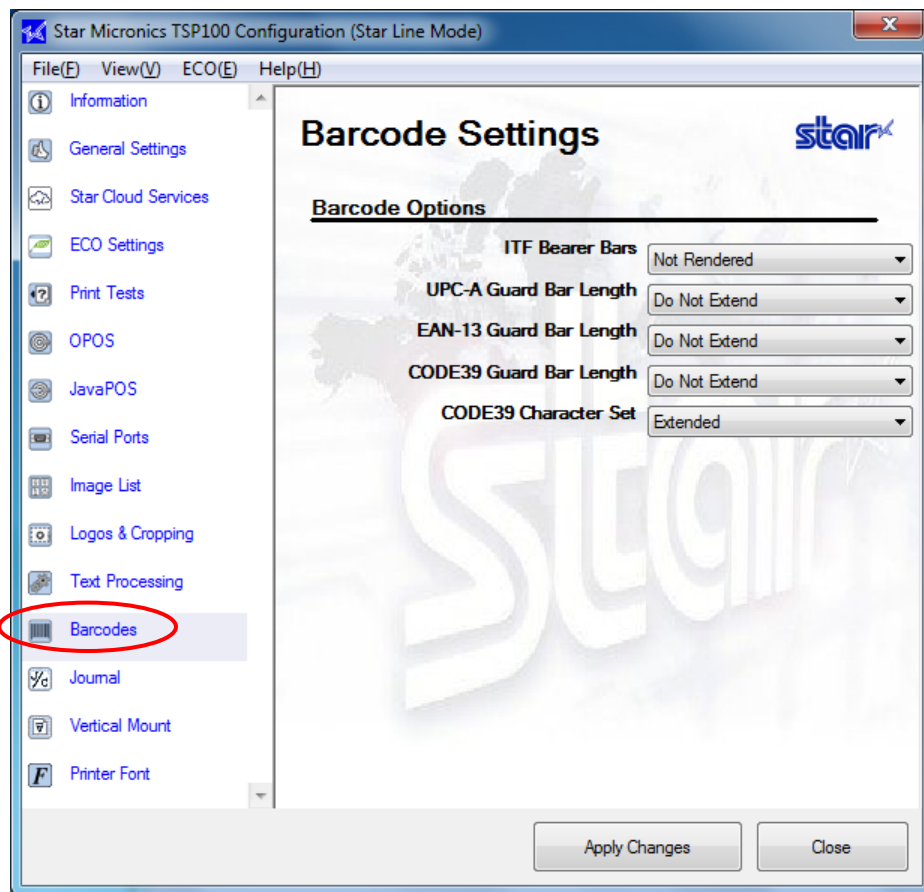 Star Micronics TSP100 Configuration (Star Line Mode)
File(F) View(V) ECO(E) Help(H)
Information
General Settings
Star Cloud Services
ECO Settings
Print Tests
OPOS
JavaPOS
Serial Ports
Image List
Logos & Cropping
Text Processing
Barcodes
Journal
Vertical Mount
Printer Font
Barcode Settings
star
Barcode Options
ITF Bearer Bars Not Rendered
UPC-A Guard Bar Length Do Not Extend
EAN-13 Guard Bar Length Do Not Extend
CODE39 Guard Bar Length Do Not Extend
CODE39 Character Set Extended
star
Apply Changes Close